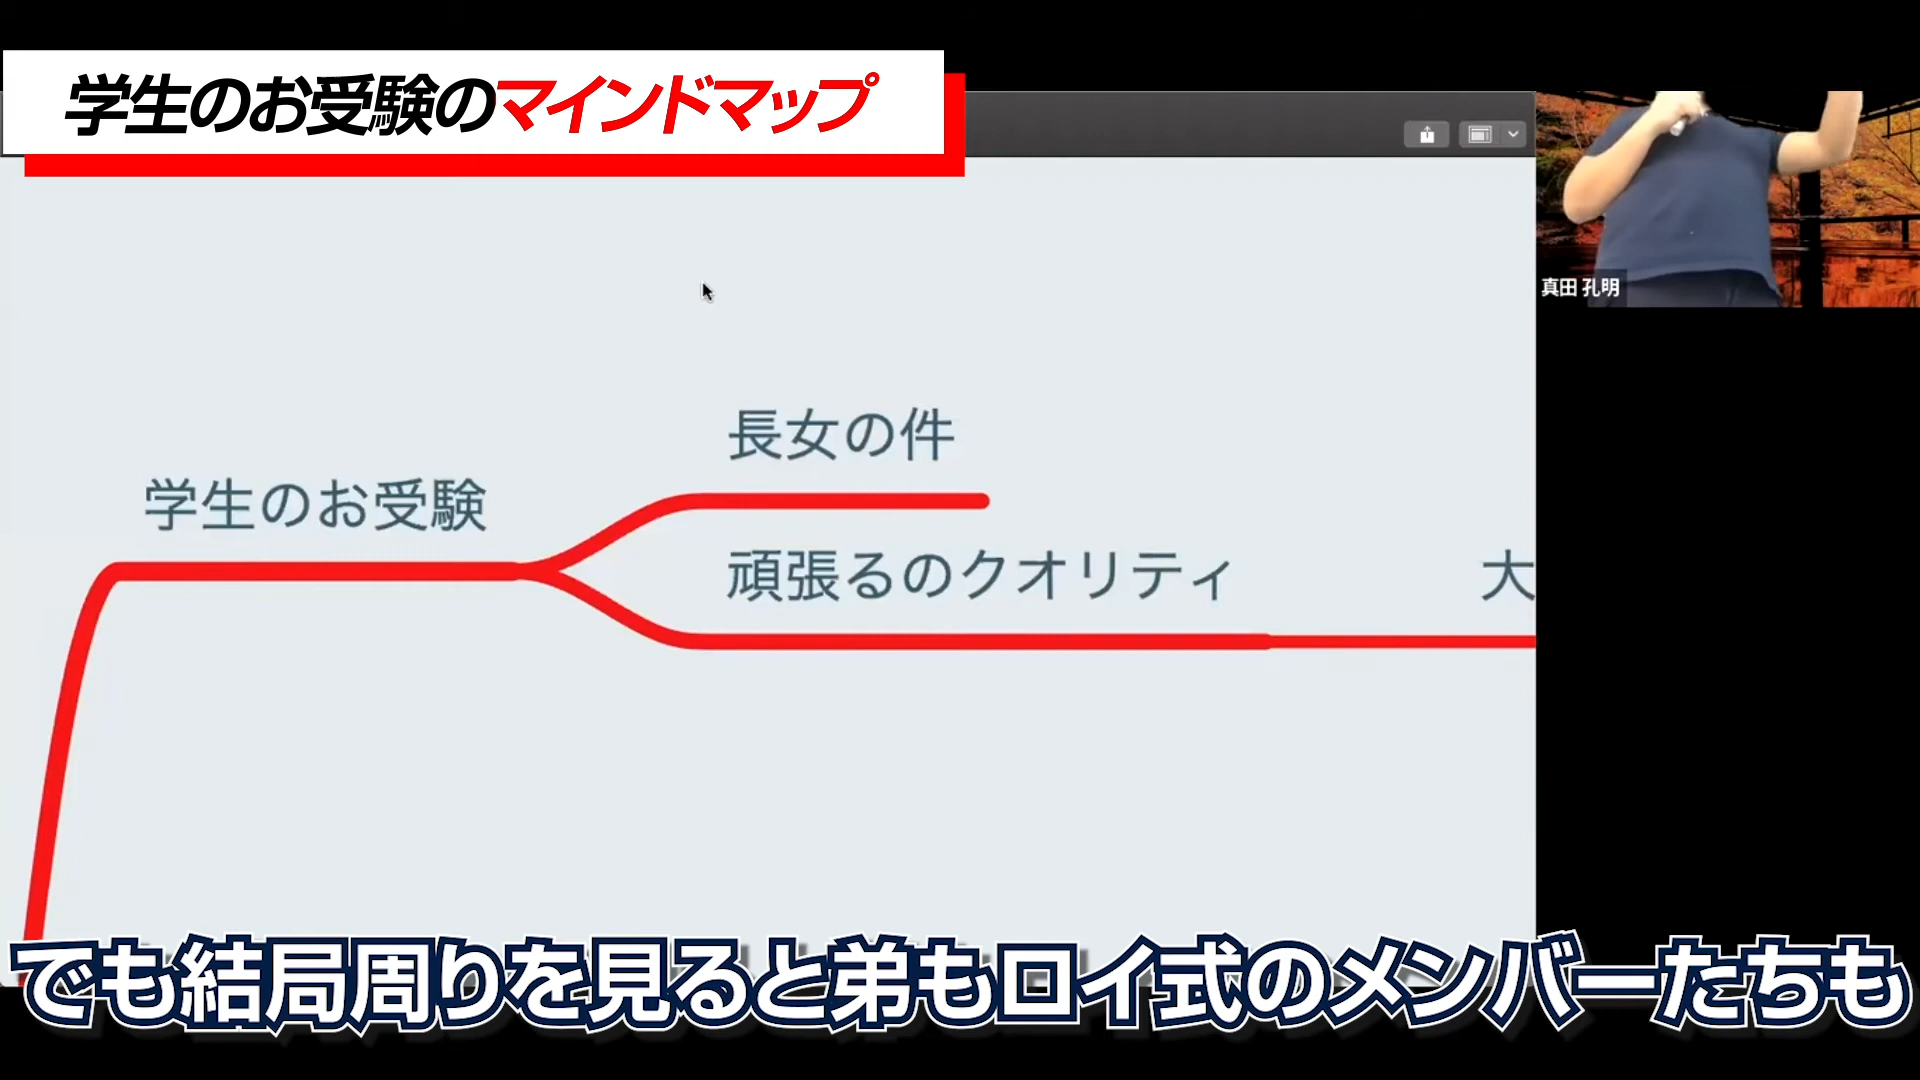 学生のお受験のマインドマップ
真田 孔明
長女の件
学生のお受験
頑張るのクオリティ
大
でも結局周りを見ると弟もロイ式のメンバーたちも